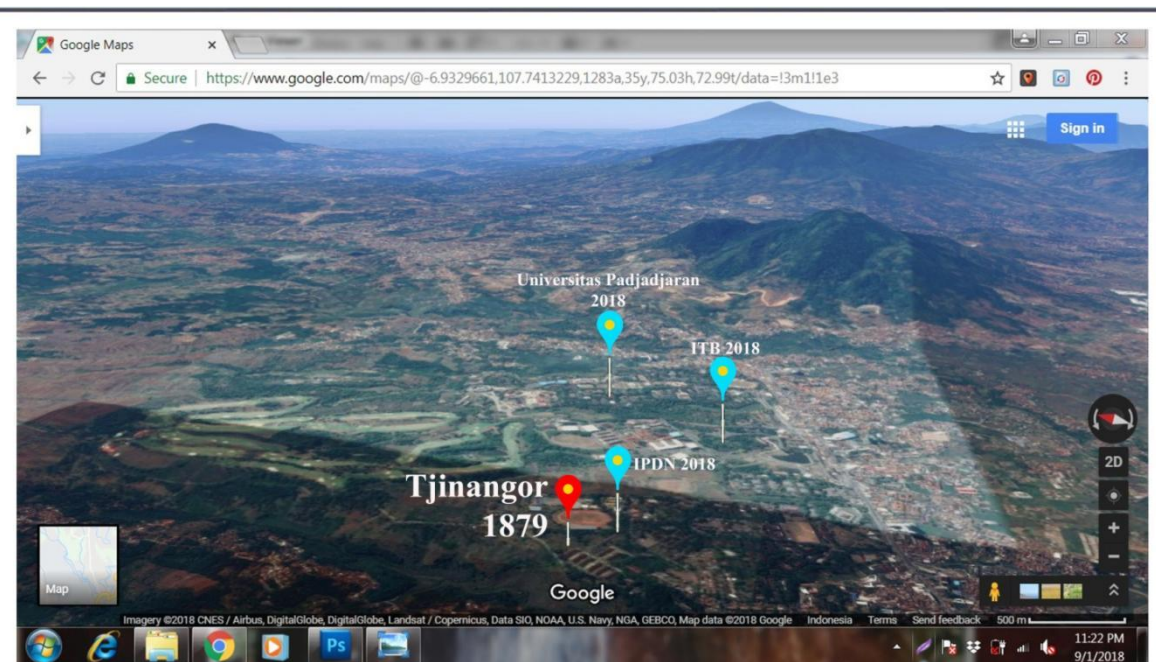 Google Maps
Secure
https://www.google.com/maps/@-6.9329661,107.7413229,1283a,35y,75.03h,72.99t/data=!3m1!1e3
Sign in
Universitas Padjadjaran
2018
ITB 2018
IPDN 2018
Tjinangor
1879
2D
Map
Google
Imagery ©2018 CNES / Airbus, DigitalGlobe, DigitalGlobe, Landsat / Copernicus, Data SIO, NOAA, U.S. Navy, NGA, GEBCO, Map data ©2018 Google Indonesia Terms Send feedback 500 m
Ps
11:22 PM
9/1/2018